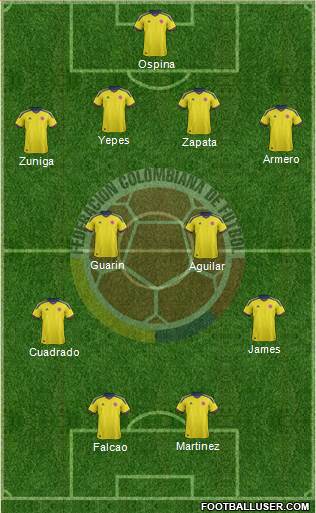 Ospina
Yepes
Zapata
Zuniga
Armero
FEDERACION COLOMBIANA DE FUTBOL
Guarin
Aguilar
Cuadrado
James
Falcao
Martinez
FOOTBALLUSER.COM